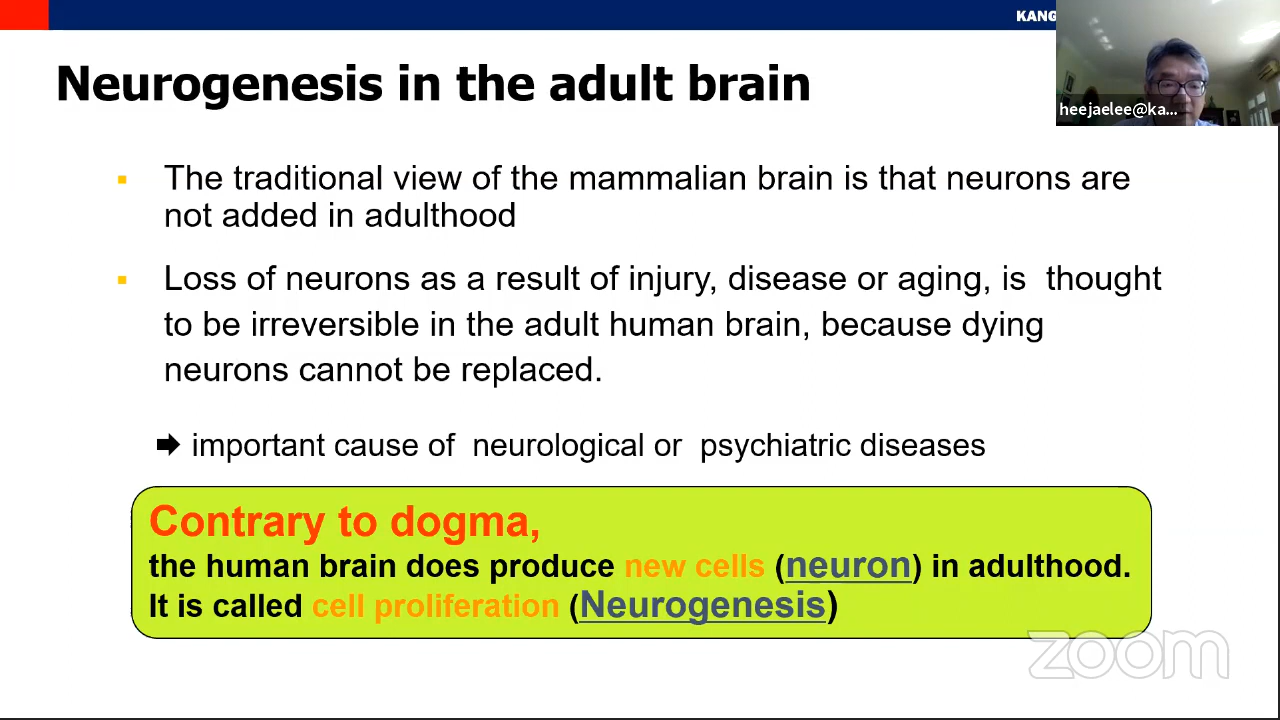 KANG
Neurogenesis in the adult brain
heejaelee@ka...
▪ The traditional view of the mammalian brain is that neurons are
not added in adulthood
▪ Loss of neurons as a result of injury, disease or aging, is thought
to be irreversible in the adult human brain, because dying
neurons cannot be replaced.
➡ important cause of neurological or psychiatric diseases
Contrary to dogma,
the human brain does produce new cells (neuron) in adulthood.
It is called cell proliferation (Neurogenesis)
zoom